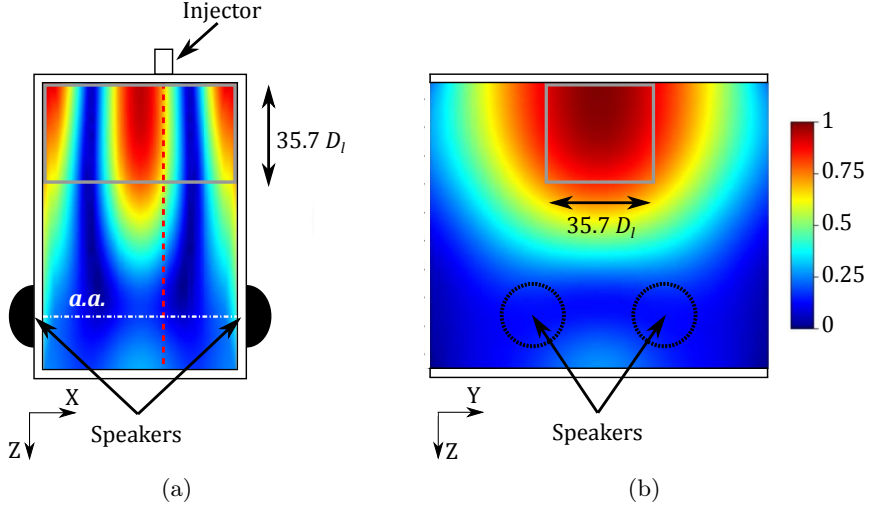 Injector
35.7 D_l
a.a.
X
Z
Speakers
(a)
35.7 D_l
Y
Z
Speakers
(b)
1
0.75
0.5
0.25
0